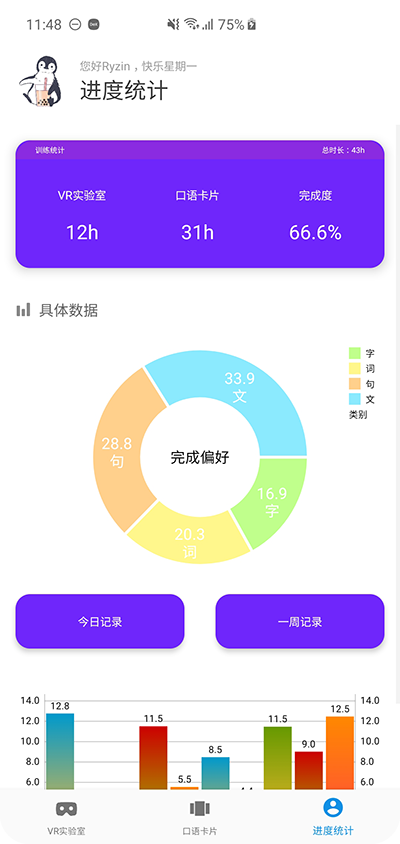 11:48
75%
您好Ryzin，快乐星期一
进度统计
训练统计 总时长：43h
VR实验室 口语卡片 完成度
12h 31h 66.6%
具体数据
字
词
句
文
类别
33.9
文
28.8
句
完成偏好
16.9
字
20.3
词
今日记录 一周记录
14.0 12.8 12.5 14.0
12.0 11.5 11.5 12.0
10.0 8.5 9.0 10.0
8.0 5.5 8.0
6.0 6.0
VR实验室 口语卡片 进度统计